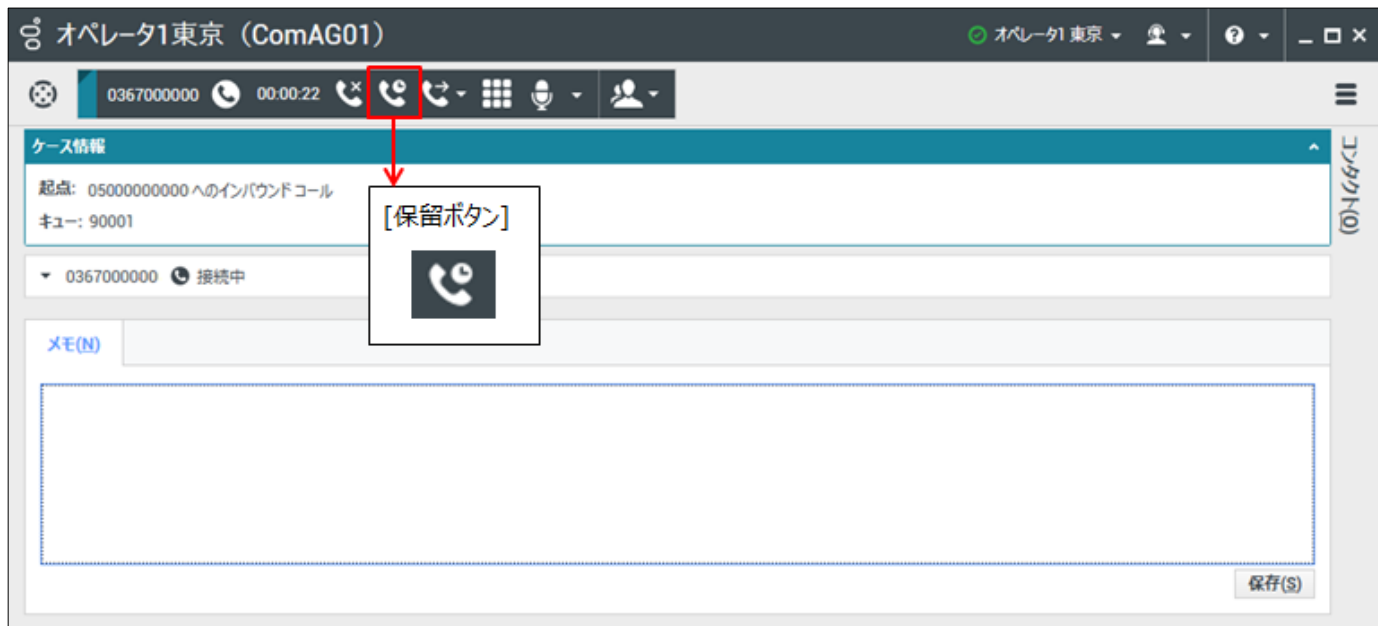 オペレータ1東京（ComAG01）
オペレータ1 東京
0367000000 00:00:22
ケース情報
起点: 05000000000 へのインバウンド コール
キュー: 90001
コンタクト(O)
[保留ボタン]
0367000000 接続中
メモ(N)
保存(S)